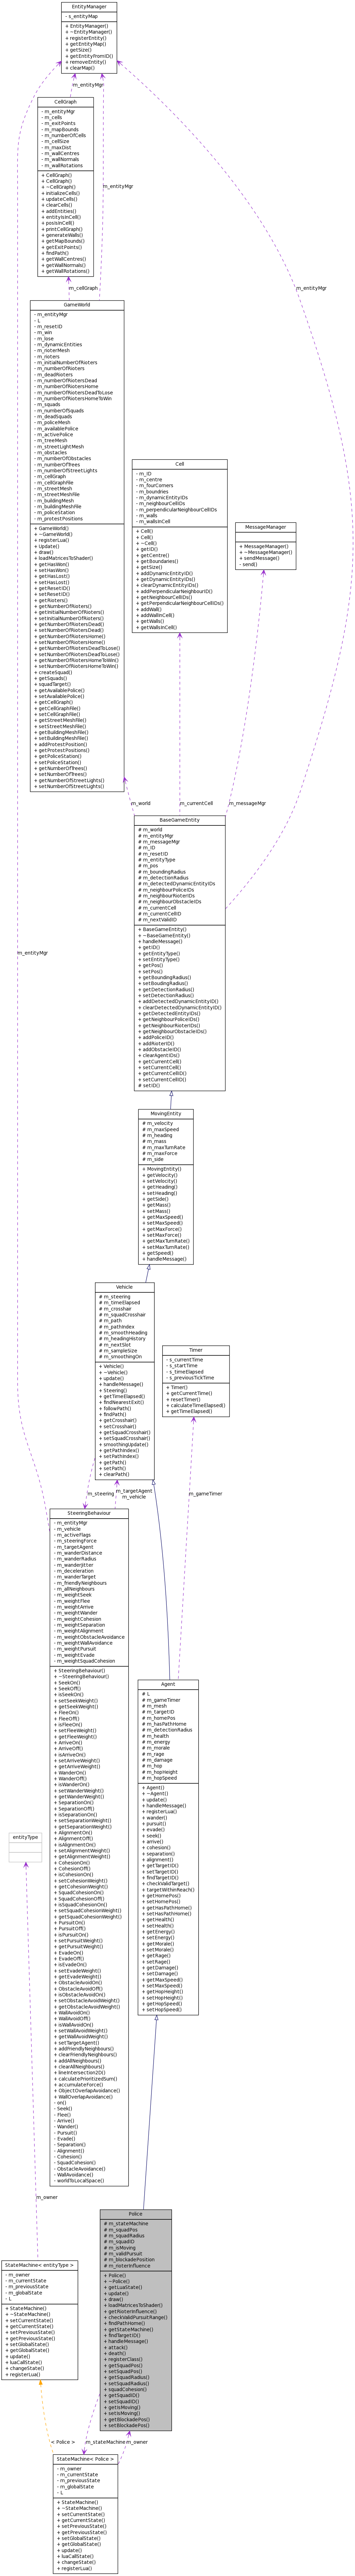 EntityManager
- s_entityMap
+ EntityManager()
+ ~EntityManager()
+ registerEntity()
+ getEntityMap()
+ getSize()
+ getEntityFromID()
+ removeEntity()
+ clearMap()
m_entityMgr
CellGraph
- m_entityMgr
- m_cells
- m_exitPoints
- m_mapBounds
- m_numberOfCells
- m_cellSize
- m_maxDist
- m_wallCentres
- m_wallNormals
- m_wallRotations
+ CellGraph()
+ CellGraph()
+ ~CellGraph()
+ initializeCells()
+ updateCells()
+ clearCells()
+ addEntities()
+ entityIsInCell()
+ posIsInCell()
+ printCellGraph()
+ generateWalls()
+ getMapBounds()
+ getExitPoints()
+ findPath()
+ getWallCentres()
+ getWallNormals()
+ getWallRotations()
m_entityMgr
m_cellGraph
m_entityMgr
GameWorld
- m_entityMgr
- L
- m_resetID
- m_win
- m_lose
- m_dynamicEntities
- m_rioterMesh
- m_rioters
- m_initialNumberOfRioters
- m_numberOfRioters
- m_deadRioters
- m_numberOfRiotersDead
- m_numberOfRiotersHome
- m_numberOfRiotersDeadToLose
- m_numberOfRiotersHomeToWin
- m_squads
- m_numberOfSquads
- m_deadSquads
- m_policeMesh
- m_availablePolice
- m_activePolice
- m_treeMesh
- m_streetLightMesh
- m_obstacles
- m_numberOfObstacles
- m_numberOfTrees
- m_numberOfStreetLights
- m_cellGraph
- m_cellGraphFile
- m_streetMesh
- m_streetMeshFile
- m_buildingMesh
- m_buildingMeshFile
- m_policeStation
- m_protestPositions
+ GameWorld()
+ ~GameWorld()
+ registerLua()
+ Update()
+ draw()
+ loadMatricesToShader()
+ getHasWon()
+ setHasWon()
+ getHasLost()
+ setHasLost()
+ getResetID()
+ setResetID()
+ getRioters()
+ getNumberOfRioters()
+ getInitialNumberOfRioters()
+ setInitialNumberOfRioters()
+ getNumberOfRiotersDead()
+ setNumberOfRiotersDead()
+ getNumberOfRiotersHome()
+ setNumberOfRiotersHome()
+ getNumberOfRiotersDeadToLose()
+ setNumberOfRiotersDeadToLose()
+ getNumberOfRiotersHomeToWin()
+ setNumberOfRiotersHomeToWin()
+ createSquad()
+ getSquads()
+ squadTarget()
+ getAvailablePolice()
+ setAvailablePolice()
+ getCellGraph()
+ getCellGraphFile()
+ setCellGraphFile()
+ getStreetMeshFile()
+ setStreetMeshFile()
+ getBuildingMeshFile()
+ setBuildingMeshFile()
+ addProtestPosition()
+ getProtestPositions()
+ getPoliceStation()
+ setPoliceStation()
+ getNumberOfTrees()
+ setNumberOfTrees()
+ getNumberOfStreetLights()
+ setNumberOfStreetLights()
Cell
- m_ID
- m_centre
- m_fourCorners
- m_boundries
- m_dynamicEntityIDs
- m_neighbourCellIDs
- m_perpendicularNeighbourCellIDs
- m_walls
- m_wallsInCell
+ Cell()
+ Cell()
+ ~Cell()
+ getID()
+ getCentre()
+ getBoundaries()
+ getSize()
+ addDynamicEntityID()
+ getDynamicEntityIDs()
+ clearDynamicEntityIDs()
+ addPerpendicularNeighbourID()
+ getNeighbourCellIDs()
+ getPerpendicularNeighbourCellIDs()
+ addWall()
+ addWallInCell()
+ getWalls()
+ getWallsInCell()
MessageManager
+ MessageManager()
+ ~MessageManager()
+ sendMessage()
- send()
m_world
m_currentCell
m_messageMgr
BaseGameEntity
# m_world
# m_entityMgr
# m_messageMgr
# m_ID
# m_resetID
# m_entityType
# m_pos
# m_boundingRadius
# m_detectionRadius
# m_detectedDynamicEntityIDs
# m_neighbourPoliceIDs
# m_neighbourRioterIDs
# m_neighbourObstacleIDs
# m_currentCell
# m_currentCellID
# m_nextValidID
+ BaseGameEntity()
+ ~BaseGameEntity()
+ handleMessage()
+ getID()
+ getEntityType()
+ setEntityType()
+ getPos()
+ setPos()
+ getBoundingRadius()
+ setBoudingRadius()
+ getDetectionRadius()
+ setDetectionRadius()
+ addDetectedDynamicEntityID()
+ clearDetectedDynamicEntityID()
+ getDetectedEntityIDs()
+ getNeighbourPoliceIDs()
+ getNeighbourRioterIDs()
+ getNeighbourObstacleIDs()
+ addPoliceID()
+ addRioterID()
+ addObstacleID()
+ clearAgentIDs()
+ getCurrentCell()
+ setCurrentCell()
+ getCurrentCellID()
+ setCurrentCellID()
# setID()
m_entityMgr
MovingEntity
# m_velocity
# m_maxSpeed
# m_heading
# m_mass
# m_maxTurnRate
# m_maxForce
# m_side
+ MovingEntity()
+ getVelocity()
+ setVelocity()
+ getHeading()
+ setHeading()
+ getSide()
+ getMass()
+ setMass()
+ getMaxSpeed()
+ setMaxSpeed()
+ getMaxForce()
+ setMaxForce()
+ getMaxTurnRate()
+ setMaxTurnRate()
+ getSpeed()
+ handleMessage()
Vehicle
# m_steering
# m_timeElapsed
# m_crosshair
# m_squadCrosshair
# m_path
# m_pathIndex
# m_smoothHeading
# m_headingHistory
# m_nextSlot
# m_sampleSize
# m_smoothingOn
+ Vehicle()
+ ~Vehicle()
+ update()
+ handleMessage()
+ Steering()
+ getTimeElapsed()
+ findNearestExit()
+ followPath()
+ findPath()
+ getCrosshair()
+ setCrosshair()
+ getSquadCrosshair()
+ setSquadCrosshair()
+ smoothingUpdate()
+ getPathIndex()
+ setPathIndex()
+ getPath()
+ setPath()
+ clearPath()
Timer
- s_currentTime
- s_startTime
- s_timeElapsed
- s_previousTickTime
+ Timer()
+ getCurrentTime()
+ resetTimer()
+ calculateTimeElapsed()
+ getTimeElapsed()
m_steering
m_targetAgent
m_vehicle
m_gameTimer
SteeringBehaviour
- m_entityMgr
- m_vehicle
- m_activeFlags
- m_steeringForce
- m_targetAgent
- m_wanderDistance
- m_wanderRadius
- m_wanderJitter
- m_deceleration
- m_wanderTarget
- m_friendlyNeighbours
- m_allNeighbours
- m_weightSeek
- m_weightFlee
- m_weightArrive
- m_weightWander
- m_weightCohesion
- m_weightSeparation
- m_weightAlignment
- m_weightObstacleAvoidance
- m_weightWallAvoidance
- m_weightPursuit
- m_weightEvade
- m_weightSquadCohesion
+ SteeringBehaviour()
+ ~SteeringBehaviour()
+ SeekOn()
+ SeekOff()
+ isSeekOn()
+ setSeekWeight()
+ getSeekWeight()
+ FleeOn()
+ FleeOff()
+ isFleeOn()
+ setFleeWeight()
+ getFleeWeight()
+ ArriveOn()
+ ArriveOff()
+ isArriveOn()
+ setArriveWeight()
+ getArriveWeight()
+ WanderOn()
+ WanderOff()
+ isWanderOn()
+ setWanderWeight()
+ getWanderWeight()
+ SeparationOn()
+ SeparationOff()
+ isSeparationOn()
+ setSeparationWeight()
+ getSeparationWeight()
+ AlignmentOn()
+ AlignmentOff()
+ isAlignmentOn()
+ setAlignmentWeight()
+ getAlignmentWeight()
+ CohesionOn()
+ CohesionOff()
+ isCohesionOn()
+ setCohesionWeight()
+ getCohesionWeight()
+ SquadCohesionOn()
+ SquadCohesionOff()
+ isSquadCohesionOn()
+ setSquadCohesionWeight()
+ getSquadCohesionWeight()
+ PursuitOn()
+ PursuitOff()
+ isPursuitOn()
+ setPursuitWeight()
+ getPursuitWeight()
+ EvadeOn()
+ EvadeOff()
+ isEvadeOn()
+ setEvadeWeight()
+ getEvadeWeight()
+ ObstacleAvoidOn()
+ ObstacleAvoidOff()
+ isObstacleAvoidOn()
+ setObstacleAvoidWeight()
+ getObstacleAvoidWeight()
+ WallAvoidOn()
+ WallAvoidOff()
+ isWallAvoidOn()
+ setWallAvoidWeight()
+ getWallAvoidWeight()
+ setTargetAgent()
+ addFriendlyNeighbours()
+ clearFriendlyNeighbours()
+ addAllNeighbours()
+ clearAllNeighbours()
+ lineIntersection2D()
+ calculatePrioritizedSum()
+ accumulateForce()
+ ObjectOverlapAvoidance()
+ WallOverlapAvoidance()
- on()
- Seek()
- Flee()
- Arrive()
- Wander()
- Pursuit()
- Evade()
- Separation()
- Alignment()
- Cohesion()
- SquadCohesion()
- ObstacleAvoidance()
- WallAvoidance()
- worldToLocalSpace()
Agent
# L
# m_gameTimer
# m_mesh
# m_targetID
# m_homePos
# m_hasPathHome
# m_detectionRadius
# m_health
# m_energy
# m_morale
# m_rage
# m_damage
# m_hop
# m_hopHeight
# m_hopSpeed
+ Agent()
+ ~Agent()
+ update()
+ handleMessage()
+ registerLua()
+ wander()
+ pursuit()
+ evade()
+ seek()
+ arrive()
+ cohesion()
+ separation()
+ alignment()
+ getTargetID()
+ setTargetID()
+ findTargetID()
+ checkValidTarget()
+ targetWithinReach()
+ getHomePos()
+ setHomePos()
+ getHasPathHome()
+ setHasPathHome()
+ getHealth()
+ setHealth()
+ getEnergy()
+ setEnergy()
+ getMorale()
+ setMorale()
+ getRage()
+ setRage()
+ getDamage()
+ setDamage()
+ getMaxSpeed()
+ setMaxSpeed()
+ getHopHeight()
+ setHopHeight()
+ getHopSpeed()
+ setHopSpeed()
entityType
m_owner
StateMachine< entityType >
- m_owner
- m_currentState
- m_previousState
- m_globalState
- L
+ StateMachine()
+ ~StateMachine()
+ setCurrentState()
+ getCurrentState()
+ setPreviousState()
+ getPreviousState()
+ setGlobalState()
+ getGlobalState()
+ update()
+ luaCallState()
+ changeState()
+ registerLua()
Police
# m_stateMachine
# m_squadPos
# m_squadRadius
# m_squadID
# m_isMoving
# m_validPursuit
# m_blockadePosition
# m_rioterInfluence
+ Police()
+ ~Police()
+ getLuaState()
+ update()
+ draw()
+ loadMatricesToShader()
+ getRioterInfluence()
+ checkValidPursuitRange()
+ findPathHome()
+ getStateMachine()
+ findTargetID()
+ handleMessage()
+ attack()
+ death()
+ registerClass()
+ getSquadPos()
+ setSquadPos()
+ getSquadRadius()
+ setSquadRadius()
+ squadCohesion()
+ getSquadID()
+ setSquadID()
+ getIsMoving()
+ setIsMoving()
+ getBlockadePos()
+ setBlockadePos()
< Police >
m_stateMachine
m_owner
StateMachine< Police >
- m_owner
- m_currentState
- m_previousState
- m_globalState
- L
+ StateMachine()
+ ~StateMachine()
+ setCurrentState()
+ getCurrentState()
+ setPreviousState()
+ getPreviousState()
+ setGlobalState()
+ getGlobalState()
+ update()
+ luaCallState()
+ changeState()
+ registerLua()